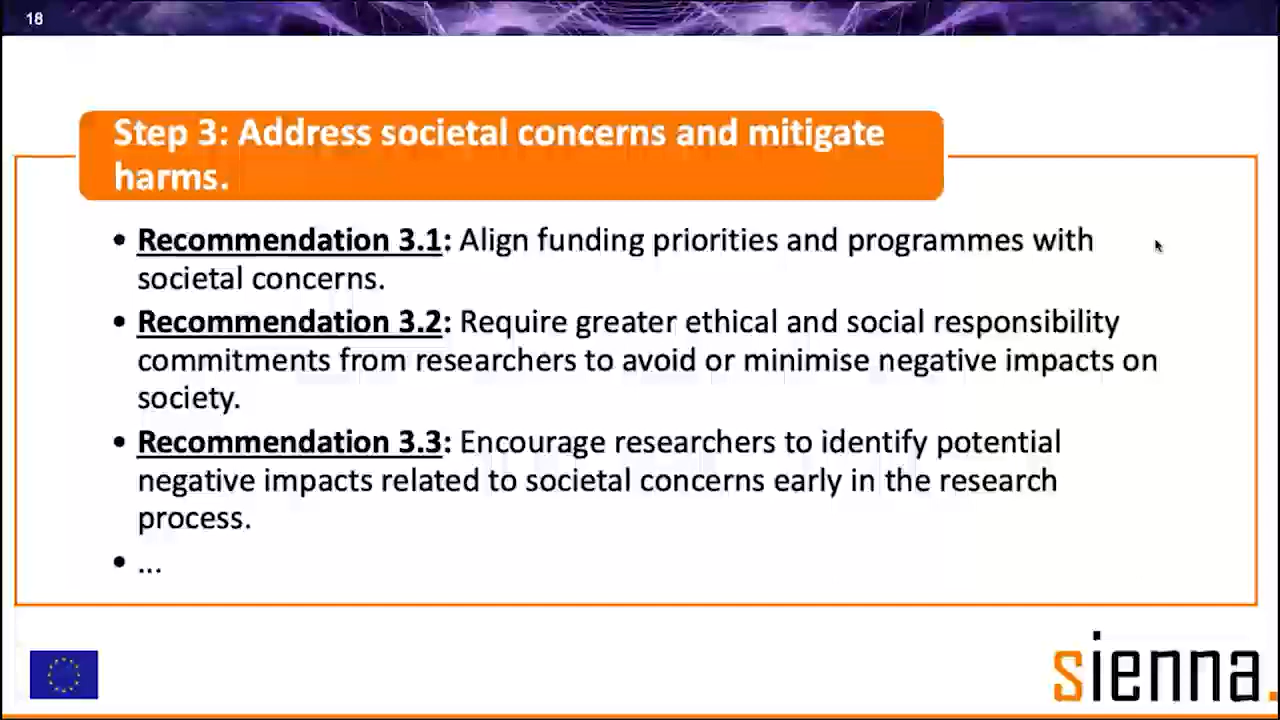 18
Step 3: Address societal concerns and mitigate
harms.
• Recommendation 3.1: Align funding priorities and programmes with
societal concerns.
• Recommendation 3.2: Require greater ethical and social responsibility
commitments from researchers to avoid or minimise negative impacts on
society.
• Recommendation 3.3: Encourage researchers to identify potential
negative impacts related to societal concerns early in the research
process.
• ...
sienna.